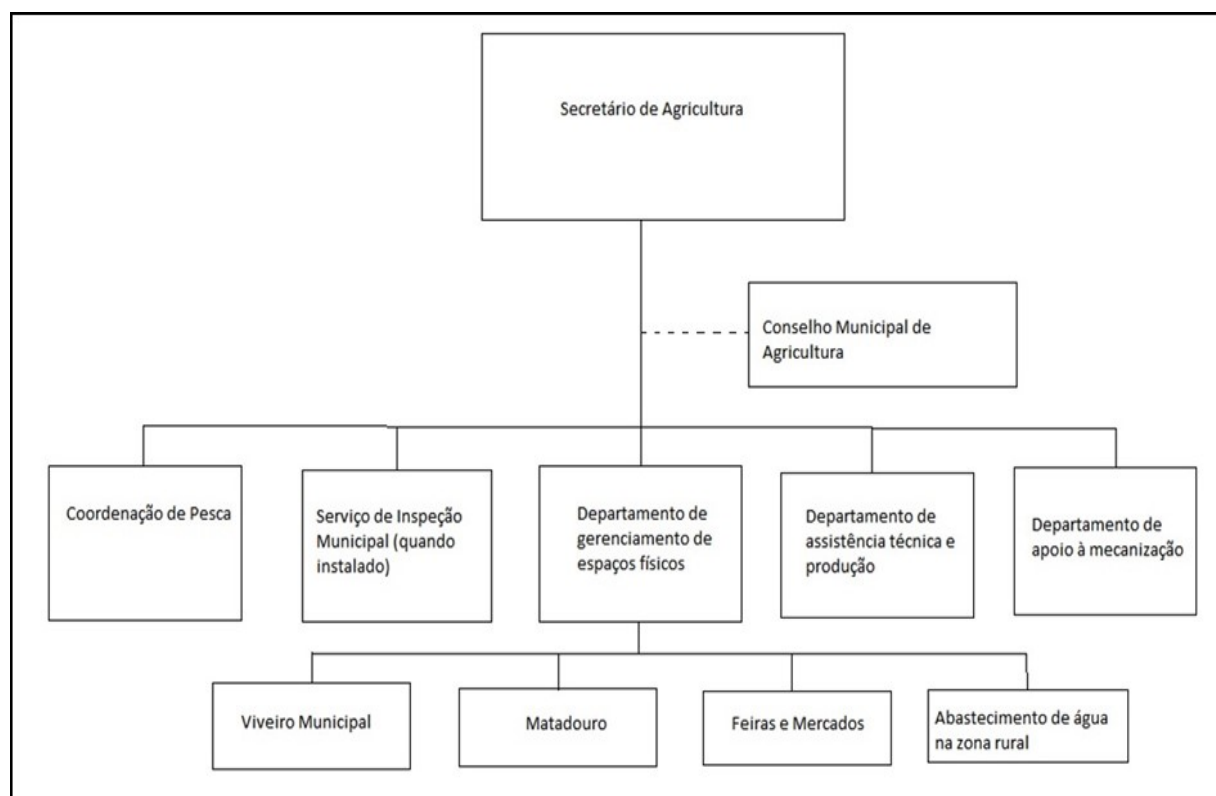 Secretário de Agricultura
Conselho Municipal de
Agricultura
Coordenação de Pesca
Serviço de Inspeção
Municipal (quando
instalado)
Departamento de
gerenciamento de
espaços físicos
Departamento de
assistência técnica e
produção
Departamento de
apoio à mecanização
Viveiro Municipal
Matadouro
Feiras e Mercados
Abastecimento de água
na zona rural